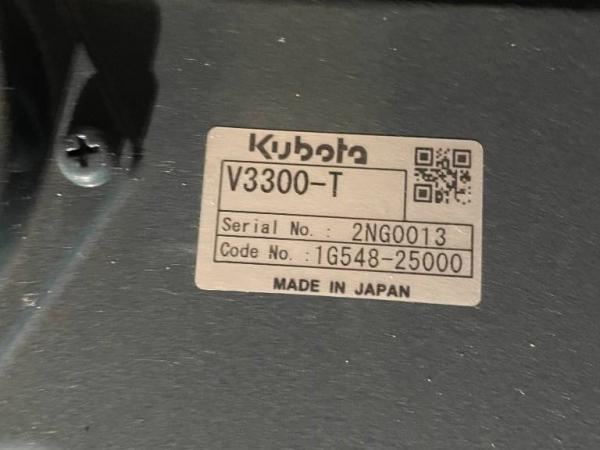 Kubota
V3300-T
Serial No. : 2NG0013
Code No. : 1G548-25000
MADE IN JAPAN